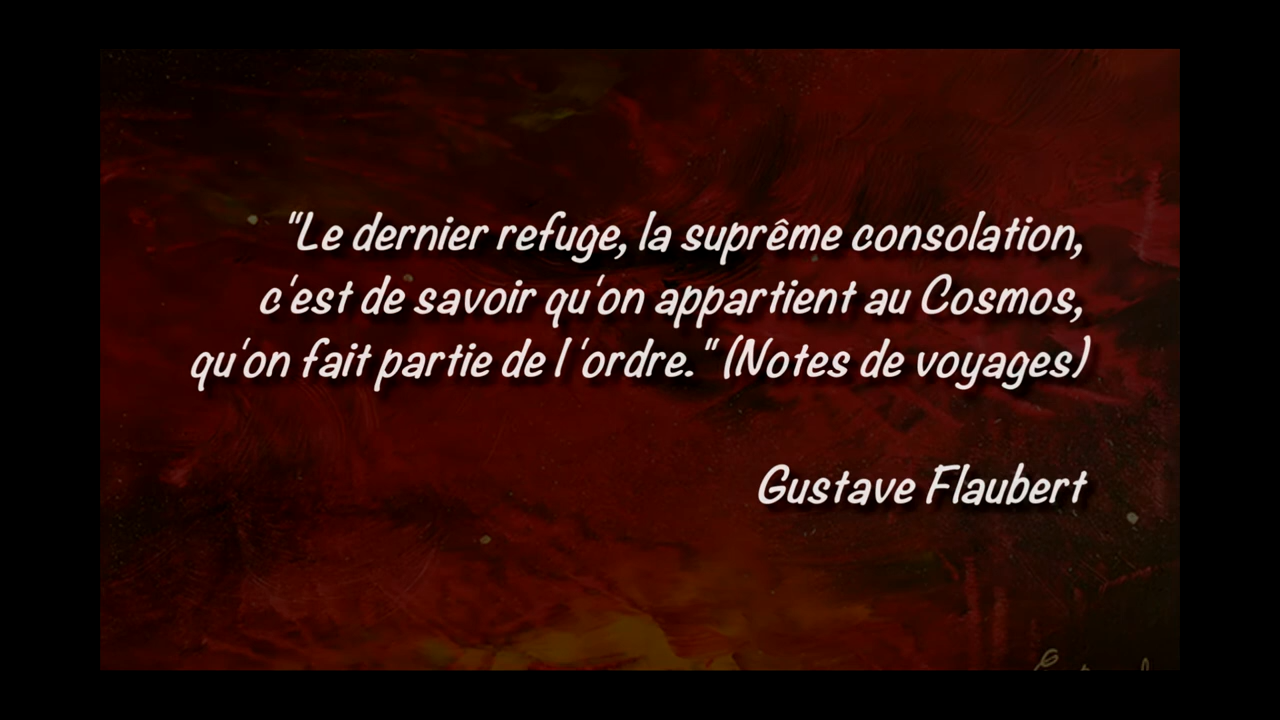 "Le dernier refuge, la suprême consolation,
c'est de savoir qu'on appartient au Cosmos,
qu'on fait partie de l 'ordre." (Notes de voyages)
Gustave Flaubert